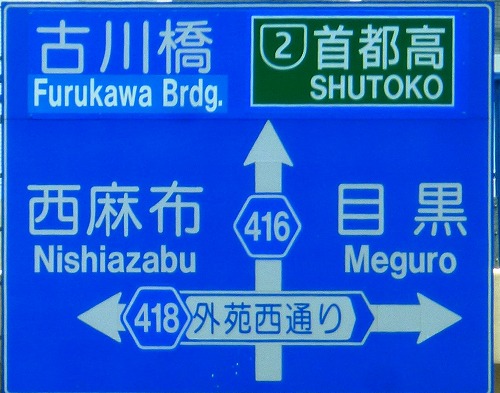 古川橋
Furukawa Brdg.
2 首都高
SHUTOKO
西麻布
Nishiazabu
416
目黒
Meguro
418 外苑西通り